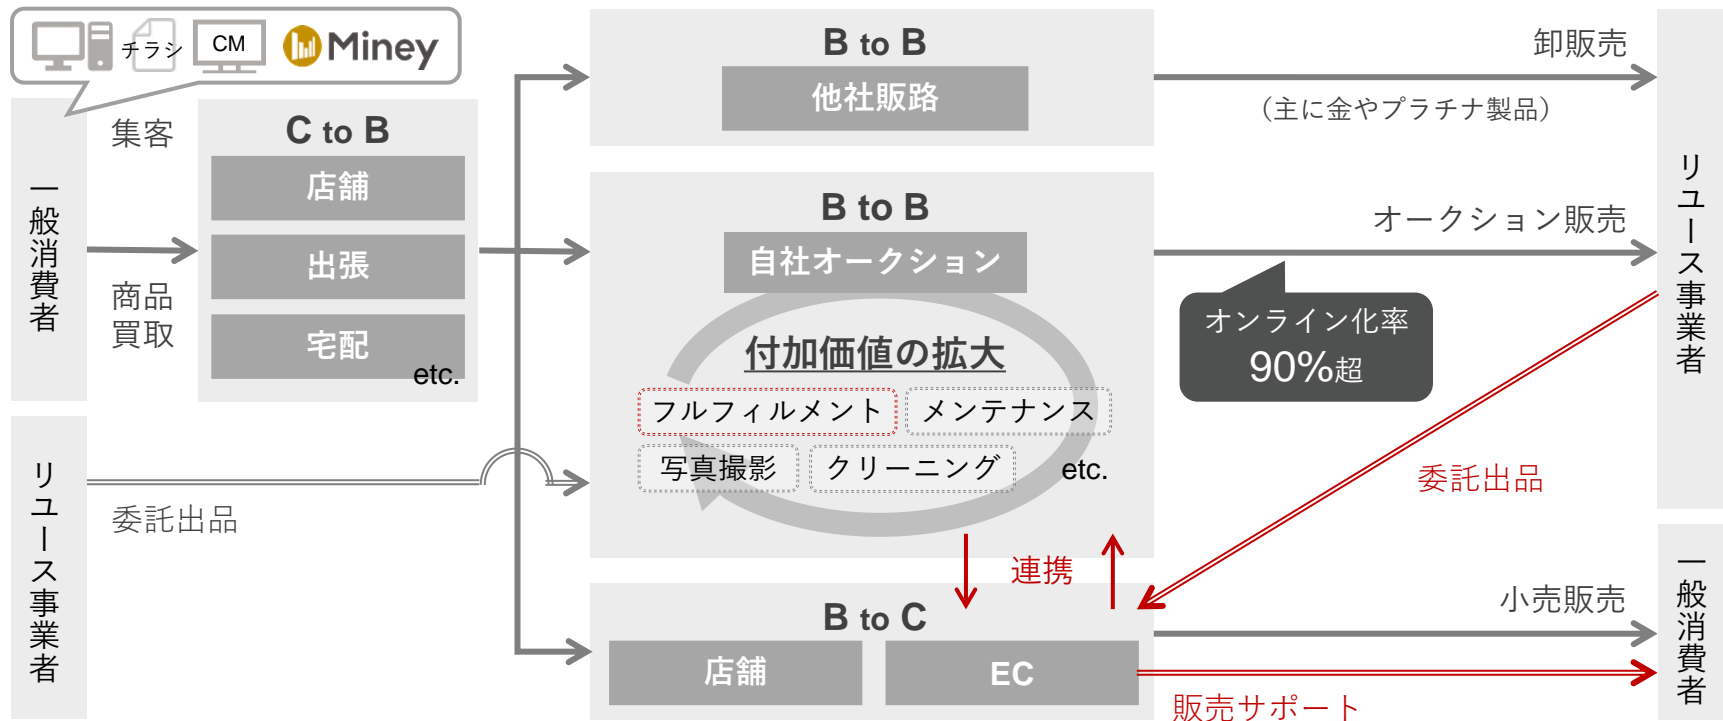 チラシ
CM
Miney
一般消費者
集客
商品
買取
C to B
店舗
出張
宅配
etc.
リユース事業者
委託出品
B to B
他社販路
卸販売
（主に金やプラチナ製品）
B to B
自社オークション
付加価値の拡大
フルフィルメント
メンテナンス
写真撮影
クリーニング
etc.
オークション販売
オンライン化率
90%超
リユース事業者
委託出品
連携
B to C
店舗
EC
小売販売
販売サポート
一般消費者